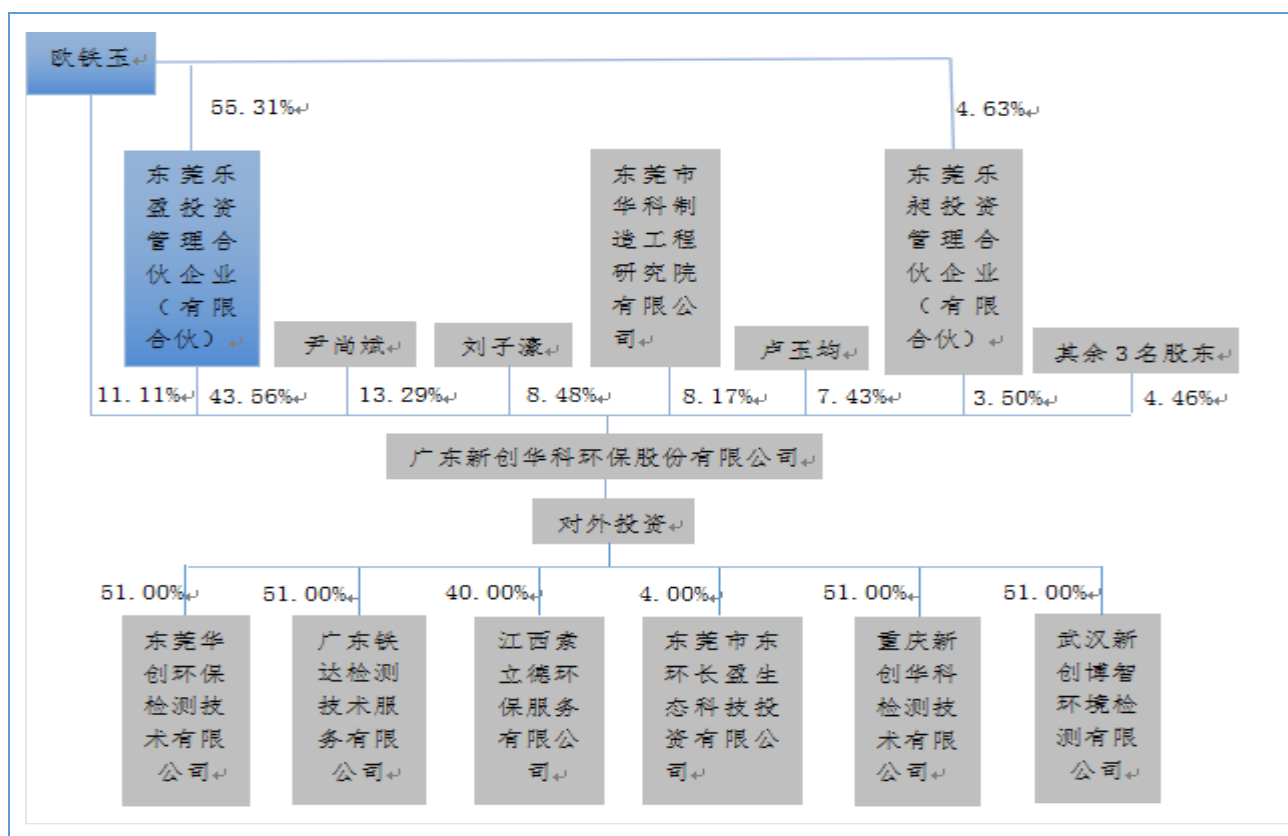 欧铁玉
55.31%
4.63%
东莞乐
盈投资
管理合
伙企业
(有限
合伙)
东莞市
华科制
造工程
研究院
有限公
司
东莞乐
昶投资
管理合
伙企业
(有限
合伙)
尹尚斌
刘子濠
卢玉均
其余3名股东
11.11%
43.56%
13.29%
8.48%
8.17%
7.43%
3.50%
4.46%
广东新创华科环保股份有限公司
对外投资
51.00%
51.00%
40.00%
4.00%
51.00%
51.00%
东莞华
创环保
检测技
术有限
公司
广东铁
达检测
技术服
务有限
公司
江西索
立德环
保服务
有限公
司
东莞市东
环长盈生
态科技投
资有限公
司
重庆新
创华科
检测技
术有限
公司
武汉新
创博智
环境检
测有限
公司